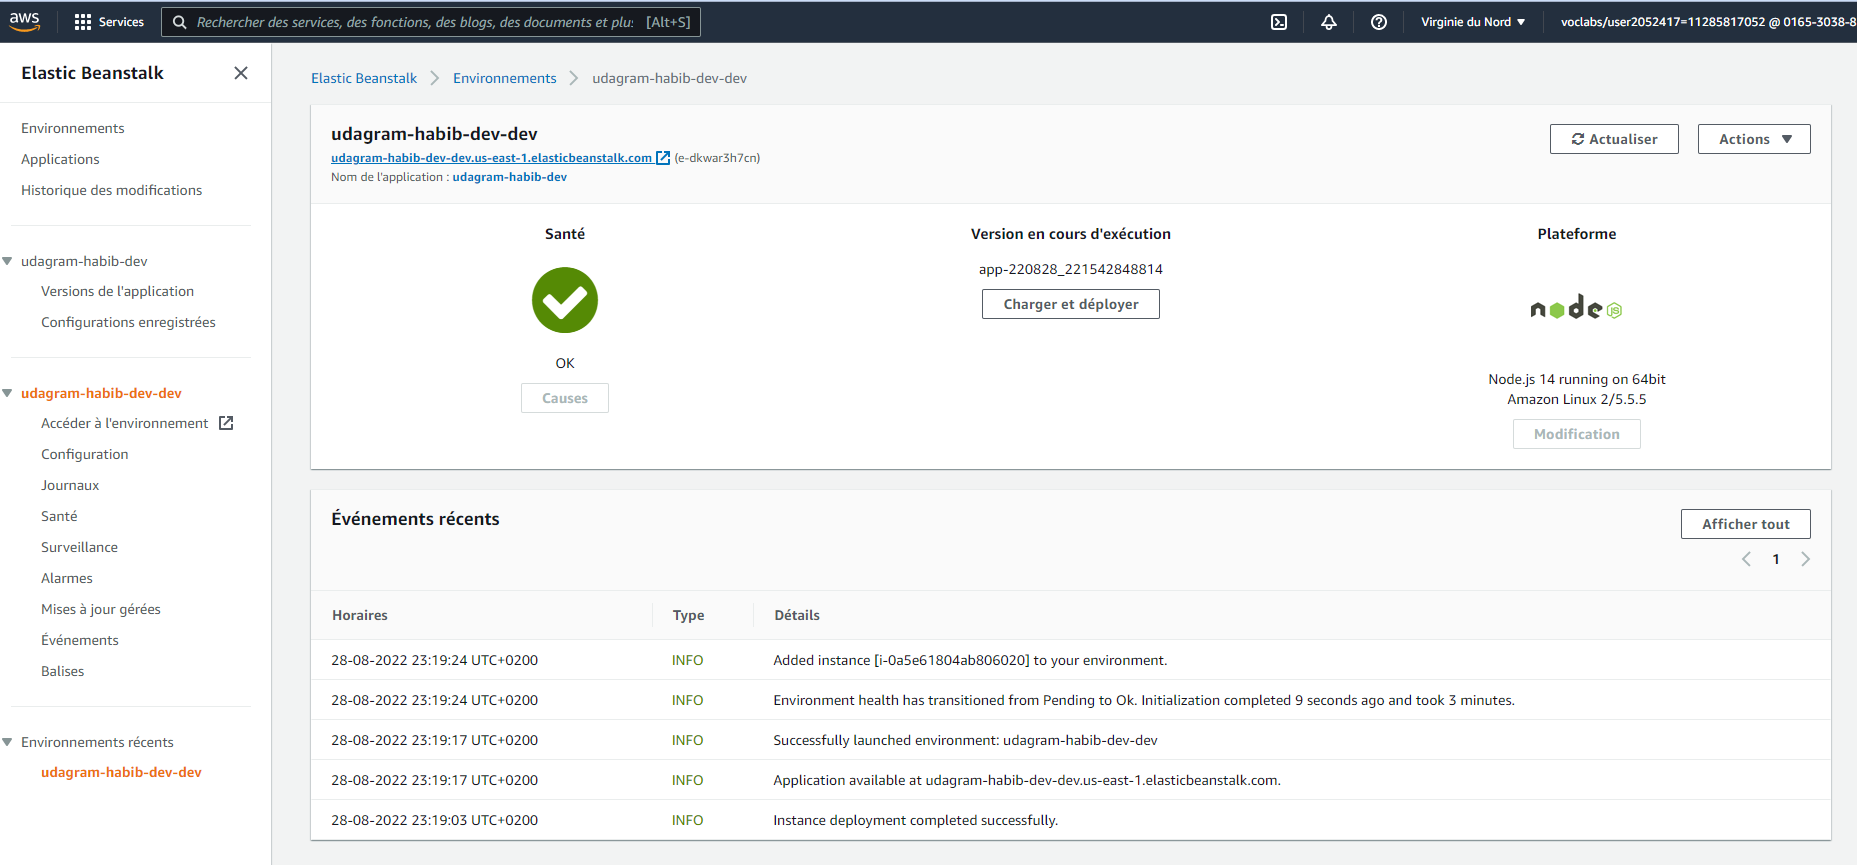 aws
Services
Rechercher des services, des fonctions, des blogs, des documents et plus [Alt+S]
Virginie du Nord
voclabs/user2052417=11285817052 @ 0165-3038-8
Elastic Beanstalk
Environnements
Applications
Historique des modifications
udagram-habib-dev
Versions de l'application
Configurations enregistrées
udagram-habib-dev-dev
Accéder à l'environnement
Configuration
Journaux
Santé
Surveillance
Alarmes
Mises à jour gérées
Événements
Balises
Environnements récents
udagram-habib-dev-dev
Elastic Beanstalk > Environnements > udagram-habib-dev-dev
udagram-habib-dev-dev
udagram-habib-dev-dev.us-east-1.elasticbeanstalk.com (e-dkwar3h7cn)
Nom de l'application : udagram-habib-dev
Actualiser
Actions
Santé
OK
Causes
Version en cours d'exécution
app-220828_221542848814
Charger et déployer
Plateforme
node JS
Node.js 14 running on 64bit
Amazon Linux 2/5.5.5
Modification
Événements récents
Afficher tout
1
Horaires Type Détails
28-08-2022 23:19:24 UTC+0200 INFO Added instance [i-0a5e61804ab806020] to your environment.
28-08-2022 23:19:24 UTC+0200 INFO Environment health has transitioned from Pending to Ok. Initialization completed 9 seconds ago and took 3 minutes.
28-08-2022 23:19:17 UTC+0200 INFO Successfully launched environment: udagram-habib-dev-dev
28-08-2022 23:19:17 UTC+0200 INFO Application available at udagram-habib-dev-dev.us-east-1.elasticbeanstalk.com.
28-08-2022 23:19:03 UTC+0200 INFO Instance deployment completed successfully.